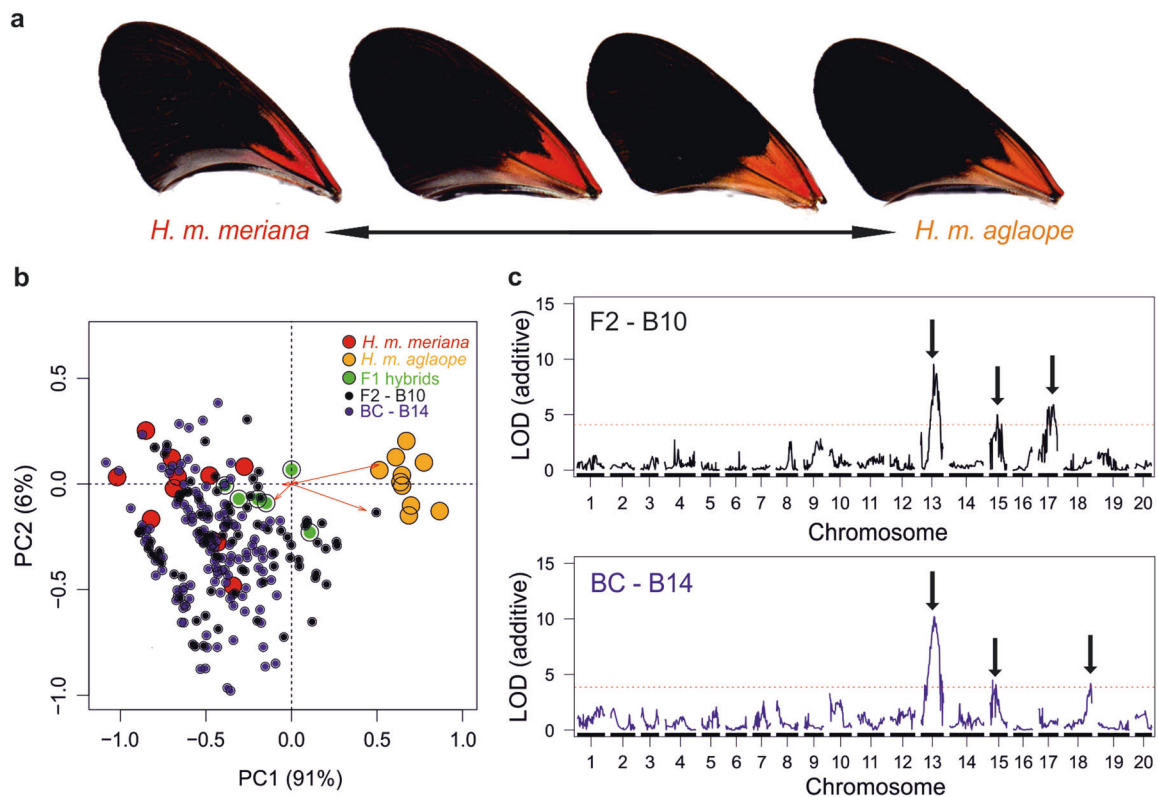 a
H. m. meriana
H. m. aglaope
b
H. m. meriana
H. m. aglaope
F1 hybrids
F2 - B10
BC - B14
0.5
0.0
−0.5
−1.0
PC2 (6%)
−1.0
−0.5
0.0
0.5
1.0
PC1 (91%)
c
F2 - B10
15
10
5
0
LOD (additive)
1 2 3 4 5 6 7 8 9 10 11 12 13 14 15 16 17 18 20
Chromosome
BC - B14
15
10
5
0
LOD (additive)
1 2 3 4 5 6 7 8 9 10 11 12 13 14 15 16 17 18 20
Chromosome